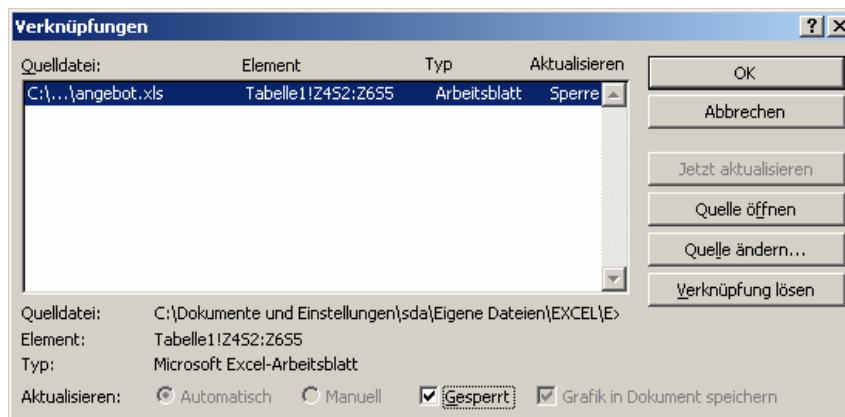 Verknüpfungen
Quelldatei: Element Typ Aktualisieren
C:\...\angebot.xls Tabelle1!Z4S2:Z6S5 Arbeitsblatt Sperre
OK
Abbrechen
Jetzt aktualisieren
Quelle öffnen
Quelle ändern...
Verknüpfung lösen
Quelldatei: C:\Dokumente und Einstellungen\sda\Eigene Dateien\EXCEL\E>
Element: Tabelle1!Z4S2:Z6S5
Typ: Microsoft Excel-Arbeitsblatt
Aktualisieren: Automatisch Manuell Gesperrt Grafik in Dokument speichern